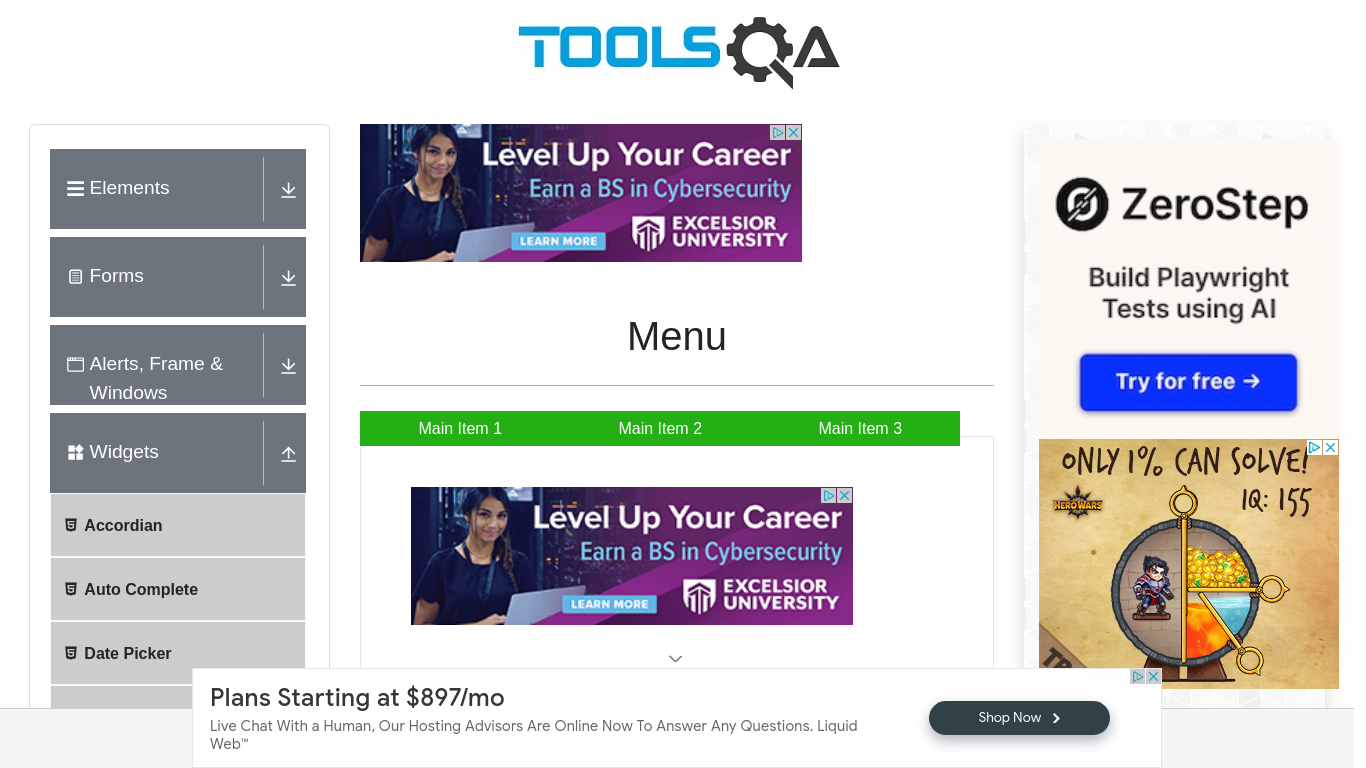 TOOLSQA
Elements
Forms
Alerts, Frame &
Windows
Widgets
Accordian
Auto Complete
Date Picker
Level Up Your Career
Earn a BS in Cybersecurity
LEARN MORE
EXCELSIOR
UNIVERSITY
Menu
Main Item 1
Main Item 2
Main Item 3
Level Up Your Career
Earn a BS in Cybersecurity
LEARN MORE
EXCELSIOR
UNIVERSITY
ZeroStep
Build Playwright
Tests using AI
Try for free →
ONLY 1% CAN SOLVE!
IQ: 155
HERO WARS
Plans Starting at $897/mo
Live Chat With a Human, Our Hosting Advisors Are Online Now To Answer Any Questions. Liquid
Web™
Shop Now